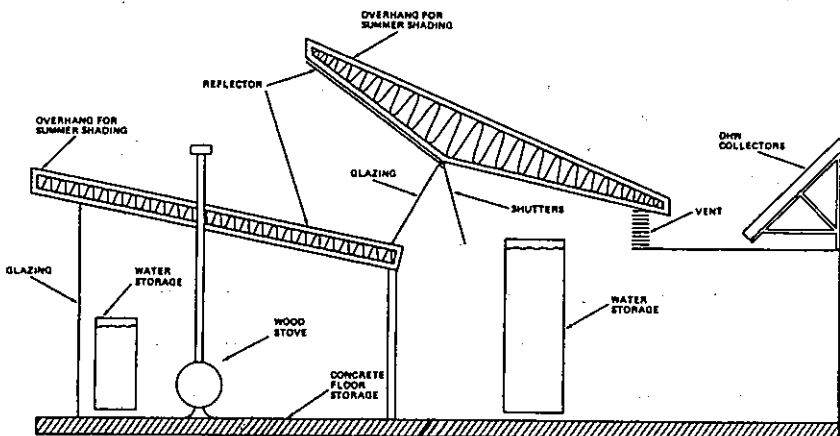 OVERHANG FOR
SUMMER SHADING
REFLECTOR
OVERHANG FOR
SUMMER SHADING
DHW
COLLECTORS
GLAZING
SHUTTERS
VENT
GLAZING
WATER
STORAGE
WATER
STORAGE
WOOD
STOVE
CONCRETE
FLOOR
STORAGE